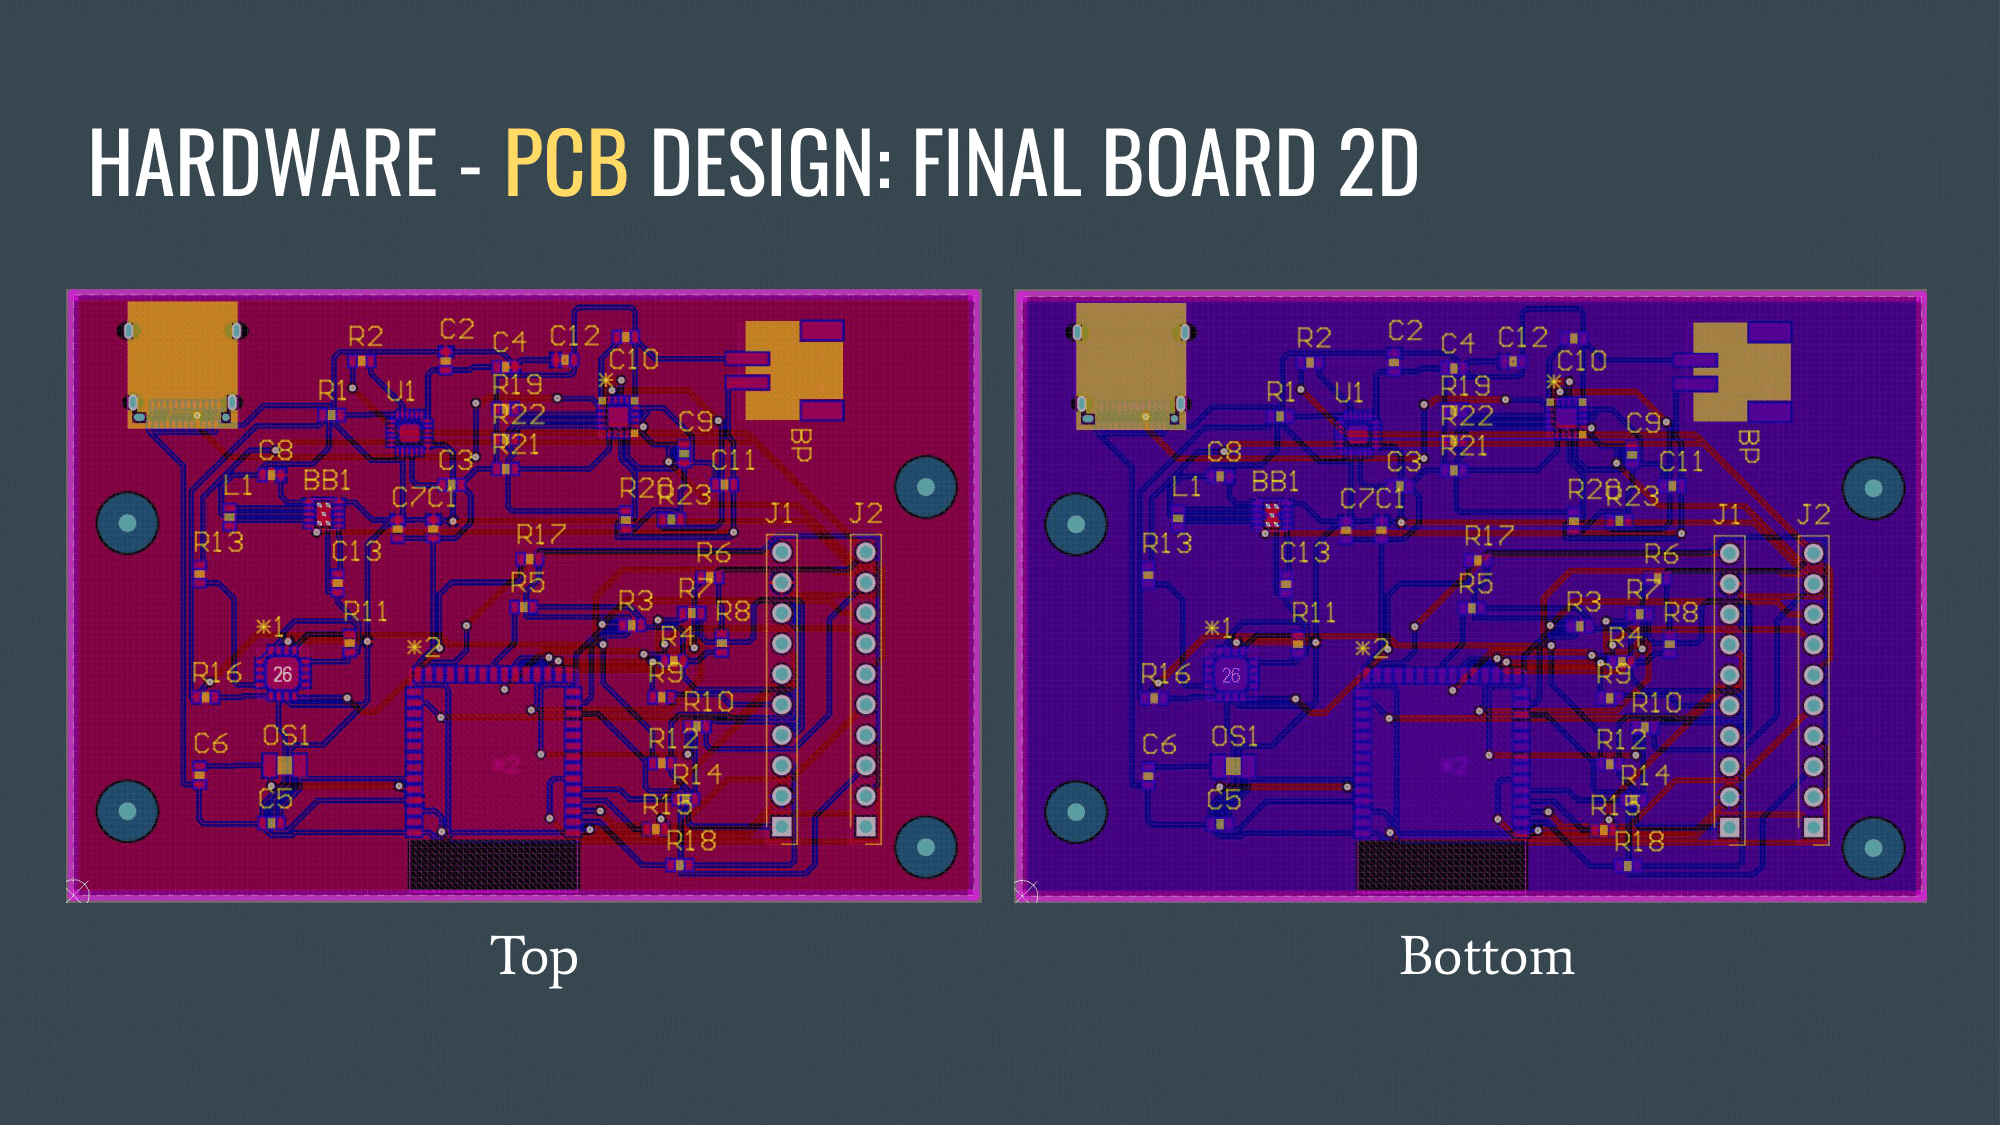 HARDWARE - PCB DESIGN: FINAL BOARD 2D
R2 C2 C4 C12 C10
R1 U1 R19
R22 C9
R21 BP
C8 C3 C11
L1 BB1 C7C1 R23
J1 J2
R13 C13 R17 R6
R5 R7
R11 R3 R8
*1 *2 R4
R16 26 R9
R10
C6 OS1 R12
R14
C5 R15
R18
R2 C2 C4 C12 C10
R1 U1 R19
R22 C9
R21 BP
C8 C3 C11
L1 BB1 C7C1 R23
J1 J2
R13 C13 R17 R6
R5 R7
R11 R3 R8
*1 *2 R4
R16 26 R9
R10
C6 OS1 R12
R14
C5 R15
R18
Top
Bottom